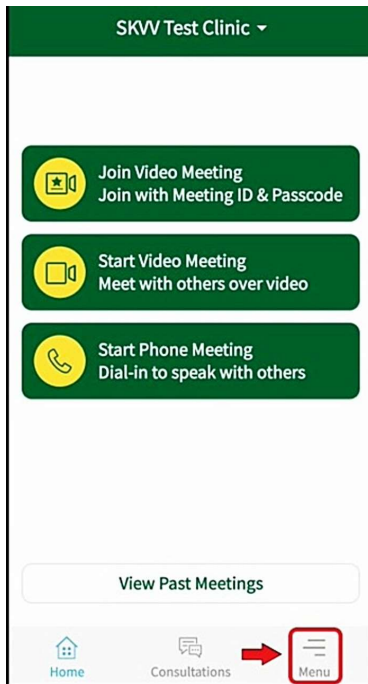 SKVV Test Clinic
Join Video Meeting
Join with Meeting ID & Passcode
Start Video Meeting
Meet with others over video
Start Phone Meeting
Dial-in to speak with others
View Past Meetings
Home
Consultations
Menu